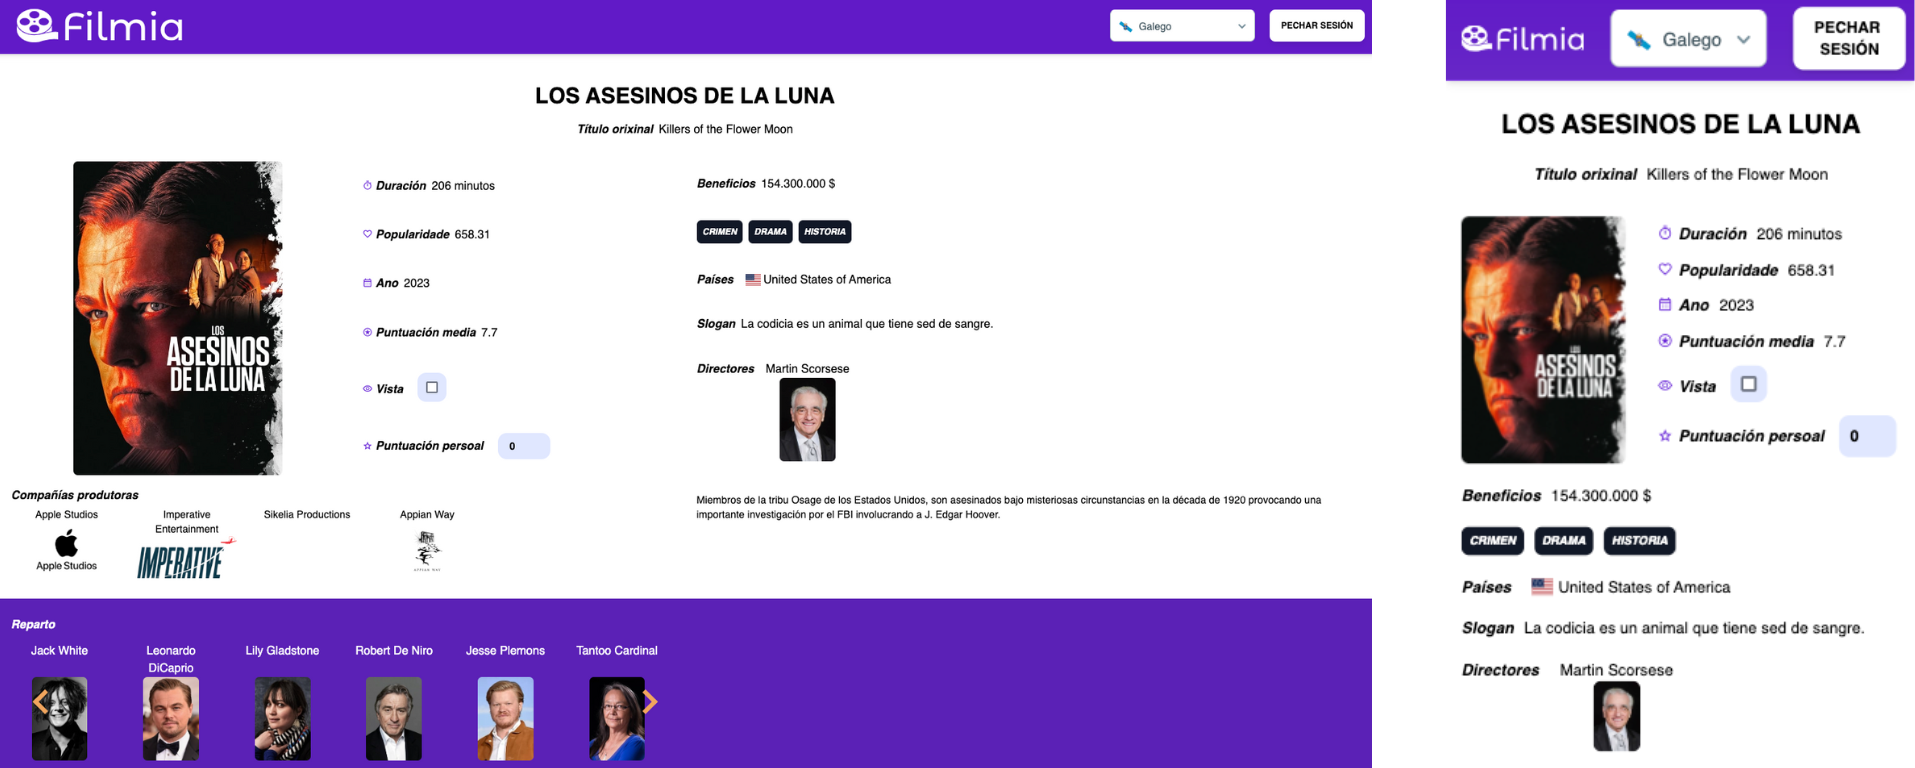 Filmia
Galego
PECHAR SESIÓN
LOS ASESINOS DE LA LUNA
Título orixinal Killers of the Flower Moon
LOS
ASESINOS
DE LA LUNA
Duración 206 minutos
Popularidade 658.31
Ano 2023
Puntuación media 7.7
Vista
Puntuación persoal 0
Beneficios 154.300.000 $
CRIMEN DRAMA HISTORIA
Países United States of America
Slogan La codicia es un animal que tiene sed de sangre.
Directores Martin Scorsese
Compañías produtoras
Apple Studios
Apple Studios
Imperative
Entertainment
IMPERATIVE
Sikelia Productions
Appian Way
APPIAN WAY
Miembros de la tribu Osage de los Estados Unidos, son asesinados bajo misteriosas circunstancias en la década de 1920 provocando una
importante investigación por el FBI involucrando a J. Edgar Hoover.
Reparto
Jack White
Leonardo
DiCaprio
Lily Gladstone
Robert De Niro
Jesse Plemons
Tantoo Cardinal
Filmia
Galego
PECHAR
SESIÓN
LOS ASESINOS DE LA LUNA
Título orixinal Killers of the Flower Moon
LOS
ASESINOS
DE LA LUNA
Duración 206 minutos
Popularidade 658.31
Ano 2023
Puntuación media 7.7
Vista
Puntuación persoal 0
Beneficios 154.300.000 $
CRIMEN DRAMA HISTORIA
Países United States of America
Slogan La codicia es un animal que tiene sed de sangre.
Directores Martin Scorsese